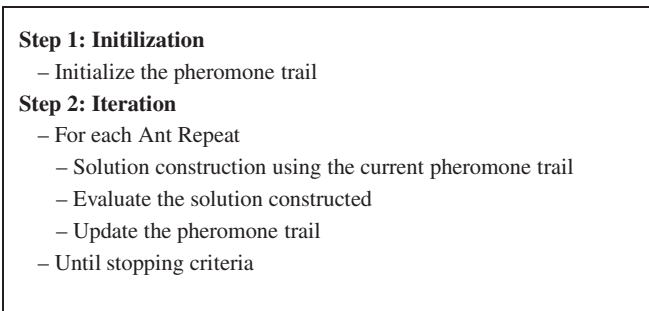 Step 1: Initilization
– Initialize the pheromone trail
Step 2: Iteration
– For each Ant Repeat
– Solution construction using the current pheromone trail
– Evaluate the solution constructed
– Update the pheromone trail
– Until stopping criteria